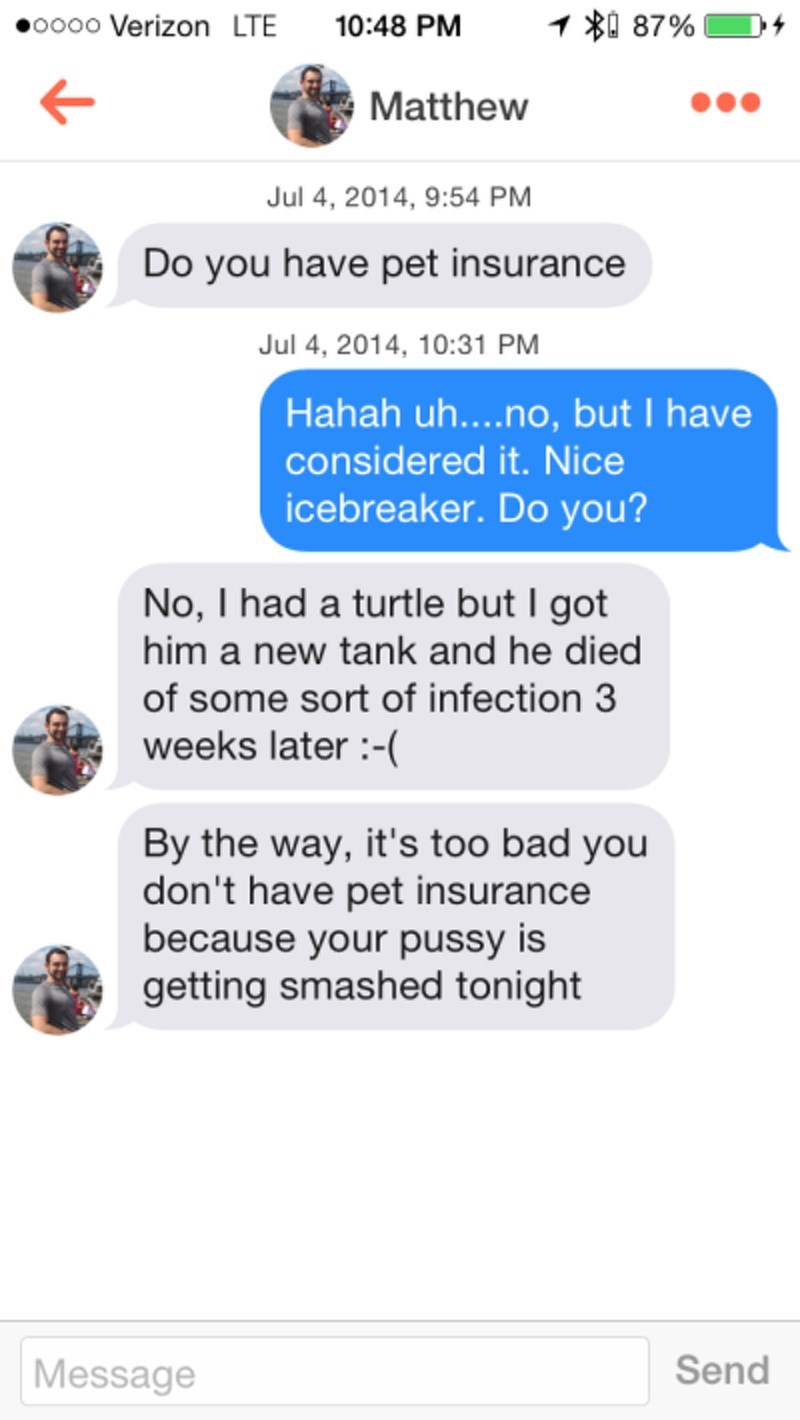 Verizon LTE 10:48 PM 87%
Matthew
Jul 4, 2014, 9:54 PM
Do you have pet insurance
Jul 4, 2014, 10:31 PM
Hahah uh....no, but I have
considered it. Nice
icebreaker. Do you?
No, I had a turtle but I got
him a new tank and he died
of some sort of infection 3
weeks later :-(
By the way, it's too bad you
don't have pet insurance
because your pussy is
getting smashed tonight
Message Send